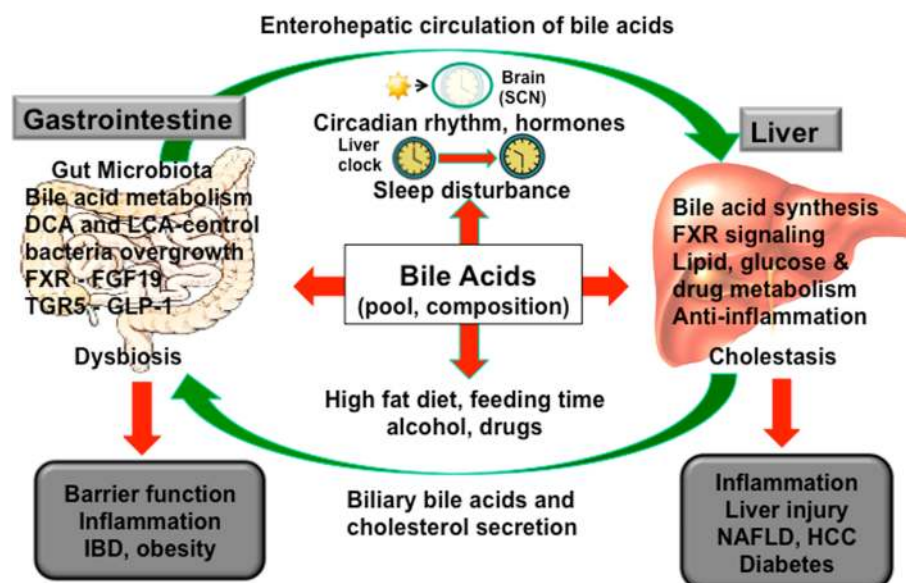 Enterohepatic circulation of bile acids
Brain
(SCN)
Gastrointestine
Circadian rhythm, hormones
Liver
Liver
clock
Sleep disturbance
Gut Microbiota
Bile acid metabolism
DCA and LCA-control
bacteria overgrowth
FXR - FGF19
TGR5 - GLP-1
Dysbiosis
Bile Acids
(pool, composition)
Bile acid synthesis
FXR signaling
Lipid, glucose &
drug metabolism
Anti-inflammation
Cholestasis
High fat diet, feeding time
alcohol, drugs
Barrier function
Inflammation
IBD, obesity
Biliary bile acids and
cholesterol secretion
Inflammation
Liver injury
NAFLD, HCC
Diabetes